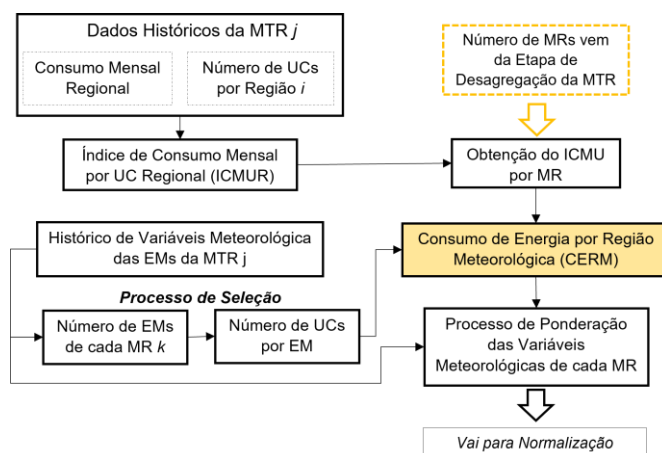 Dados Históricos da MTR j
Consumo Mensal
Regional
Número de UCs
por Região i
Número de MRs vem
da Etapa de
Desagregação da MTR
Índice de Consumo Mensal
por UC Regional (ICMUR)
Obtenção do ICMU
por MR
Histórico de Variáveis Meteorológica
das EMs da MTR j
Consumo de Energia por Região
Meteorológica (CERM)
Processo de Seleção
Número de EMs
de cada MR k
Número de UCs
por EM
Processo de Ponderação
das Variáveis
Meteorológicas de cada MR
Vai para Normalização